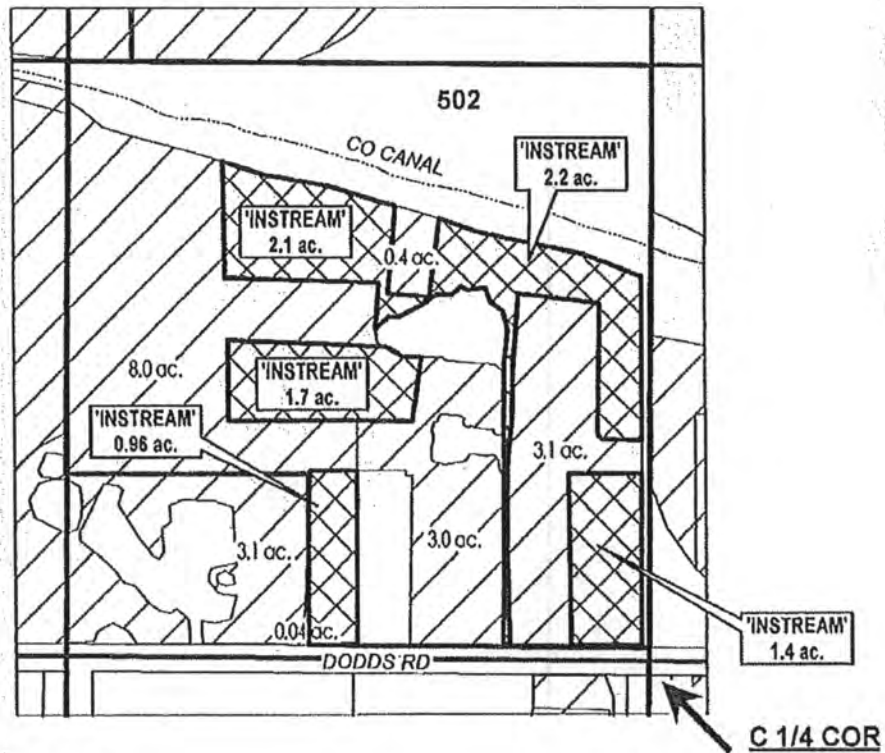 502
CO CANAL
'INSTREAM'
2.2 ac.
'INSTREAM'
2.1 ac.
0.4 ac.
8.0 ac.
'INSTREAM'
1.7 ac.
'INSTREAM'
0.96 ac.
3.1 ac.
3.1 ac.
3.0 ac.
0.04 ac.
'INSTREAM'
1.4 ac.
DODDS RD
C 1/4 COR